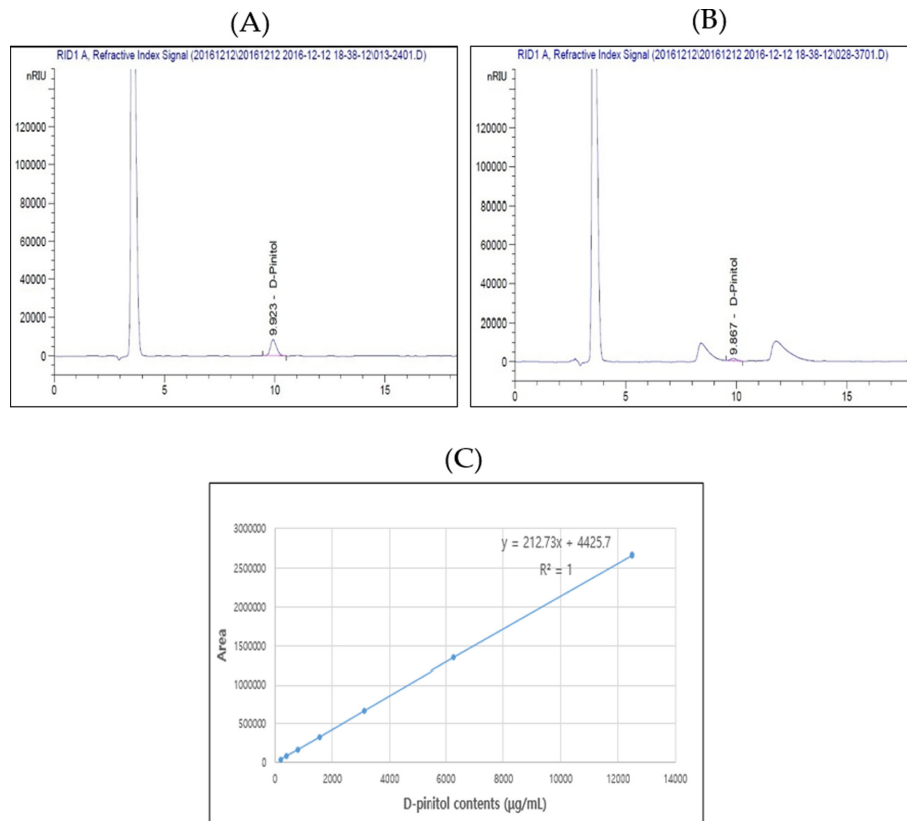 (A)
RID1 A, Refractive Index Signal (20161212\20161212 2016-12-12 18-38-12\013-2401.D)
nRIU
120000
100000
80000
60000
40000
20000
0
9.923 - D-Pinitol
0 5 10 15
(B)
RID1 A, Refractive Index Signal (20161212\20161212 2016-12-12 18-38-12\028-3701.D)
nRIU
120000
100000
80000
60000
40000
20000
0
9.867 - D-Pinitol
0 5 10 15
(C)
3000000
2500000
2000000
1500000
1000000
500000
0
Area
y = 212.73x + 4425.7
R² = 1
0 2000 4000 6000 8000 10000 12000 14000
D-pinitol contents (μg/mL)